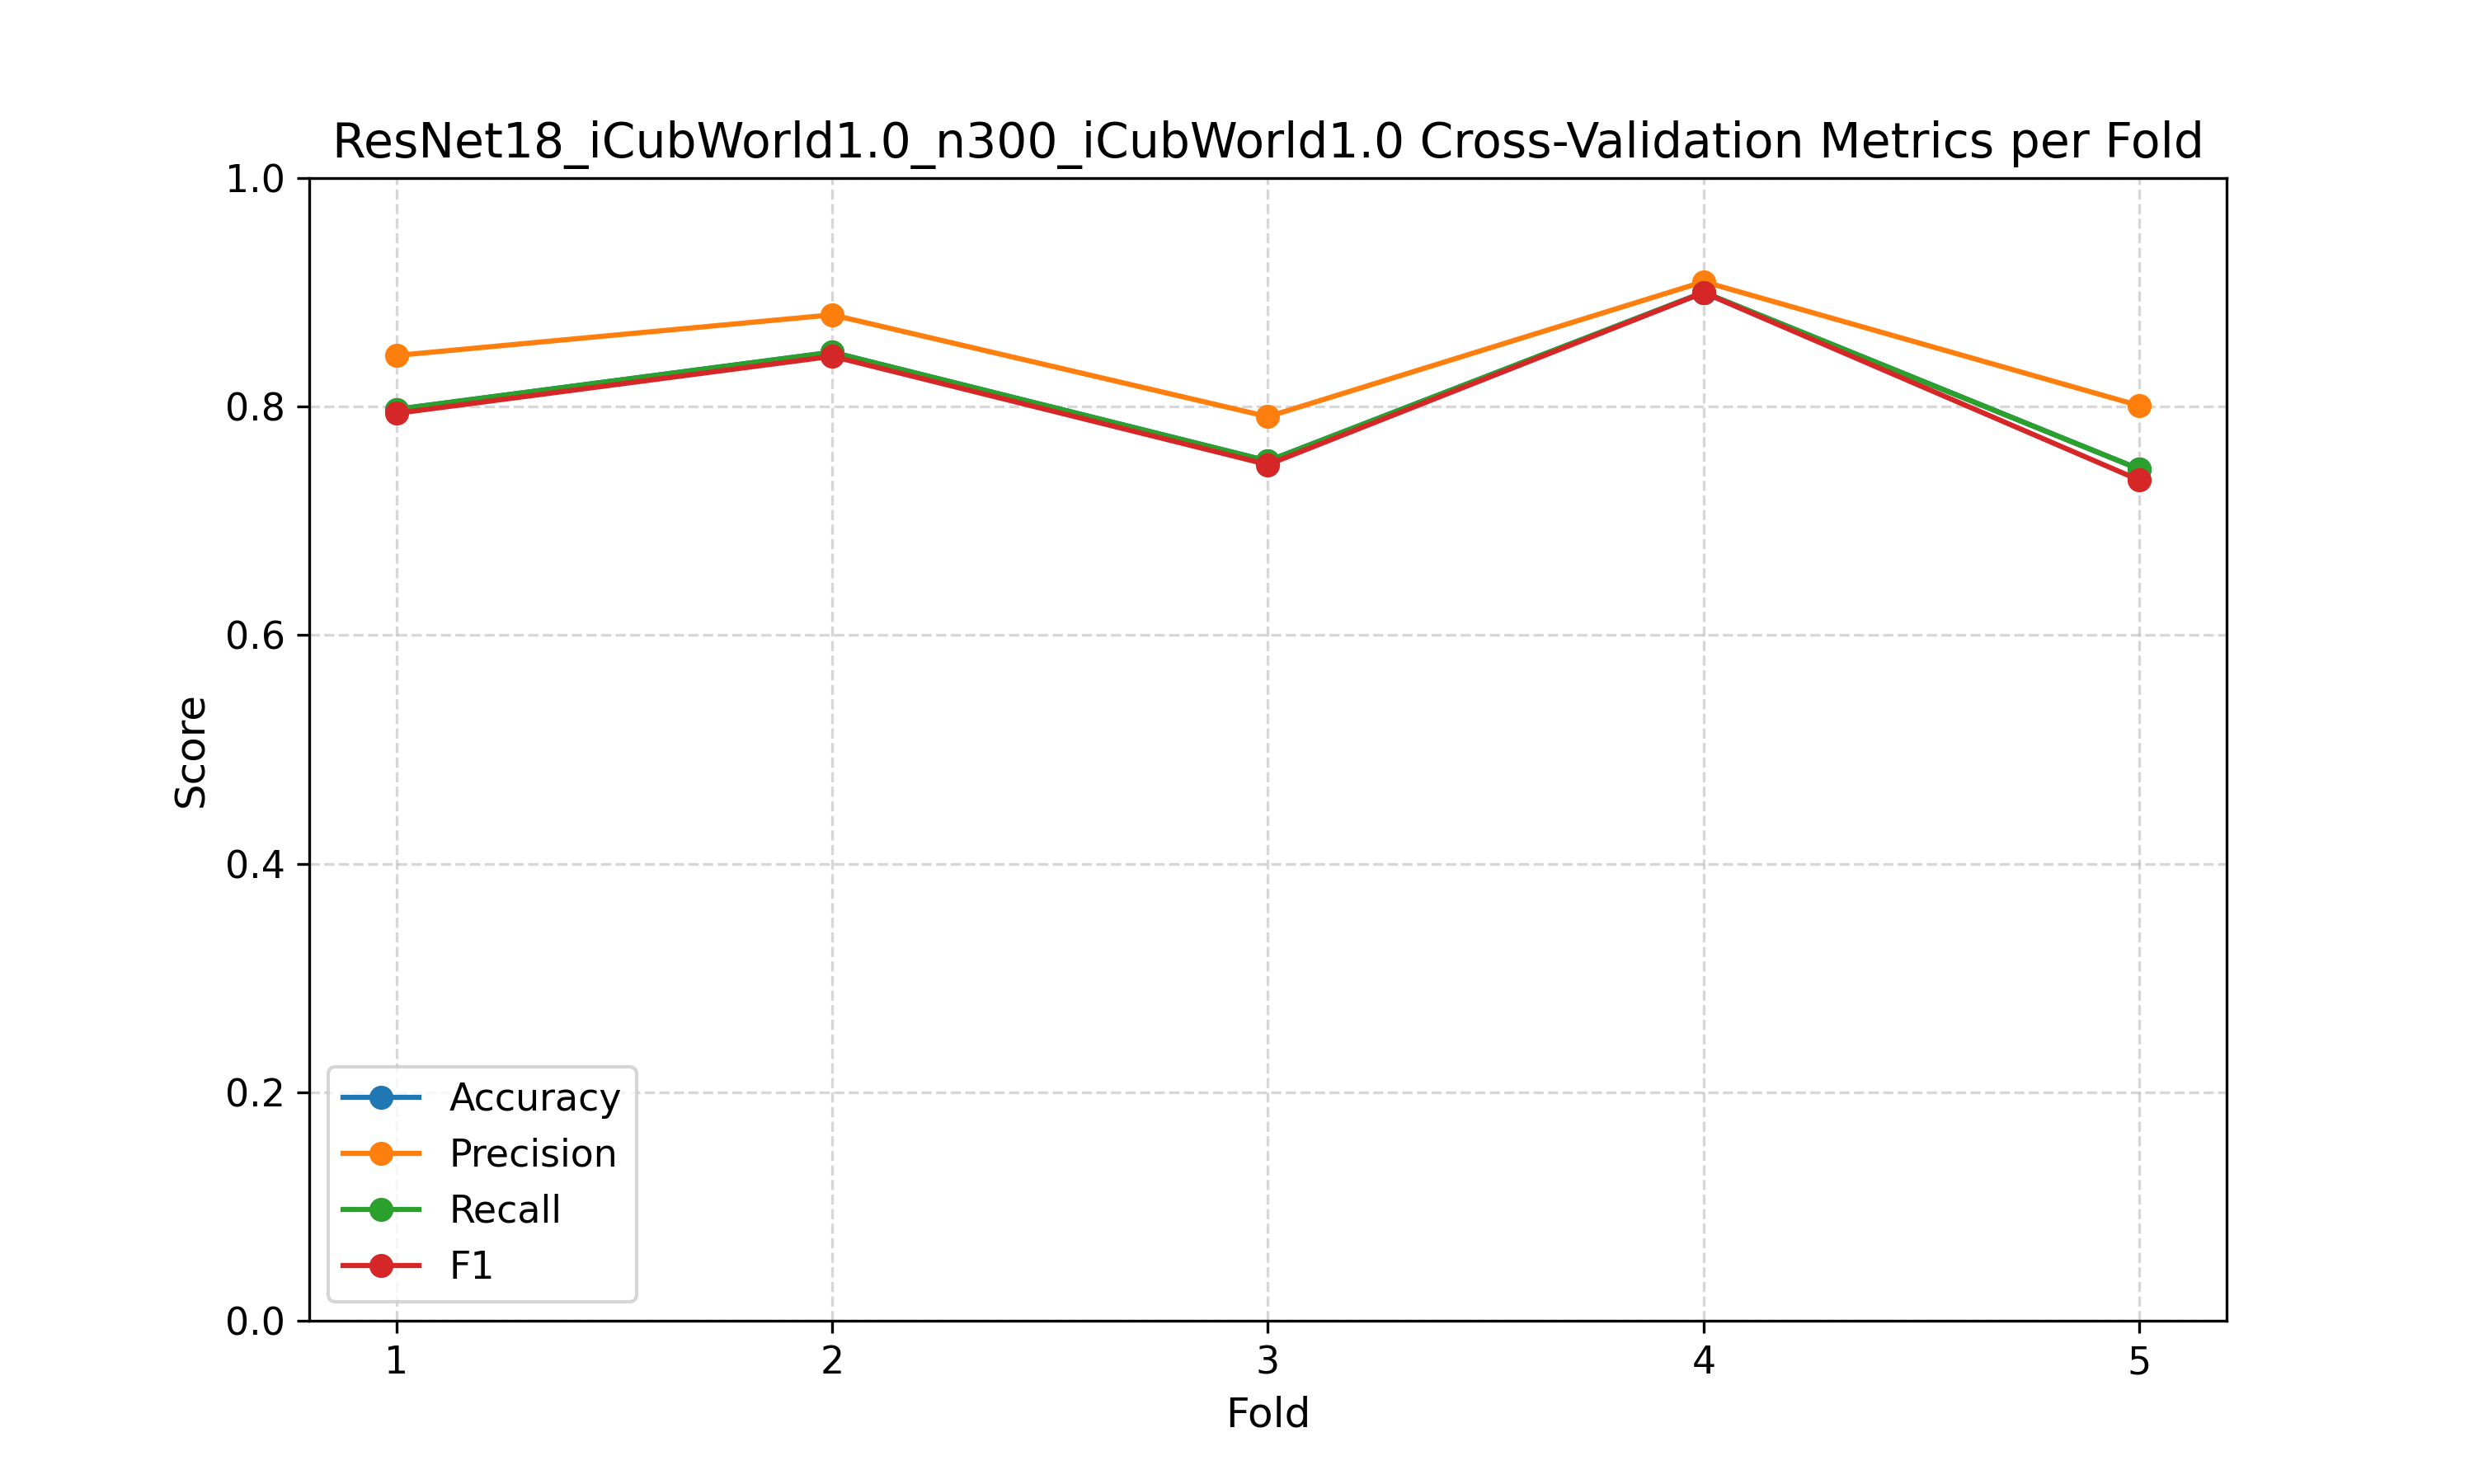 ResNet18_iCubWorld1.0_n300_iCubWorld1.0 Cross-Validation Metrics per Fold
1.0
0.8
0.6
0.4
0.2
0.0
Score
Accuracy
Precision
Recall
F1
1 2 3 4 5
Fold